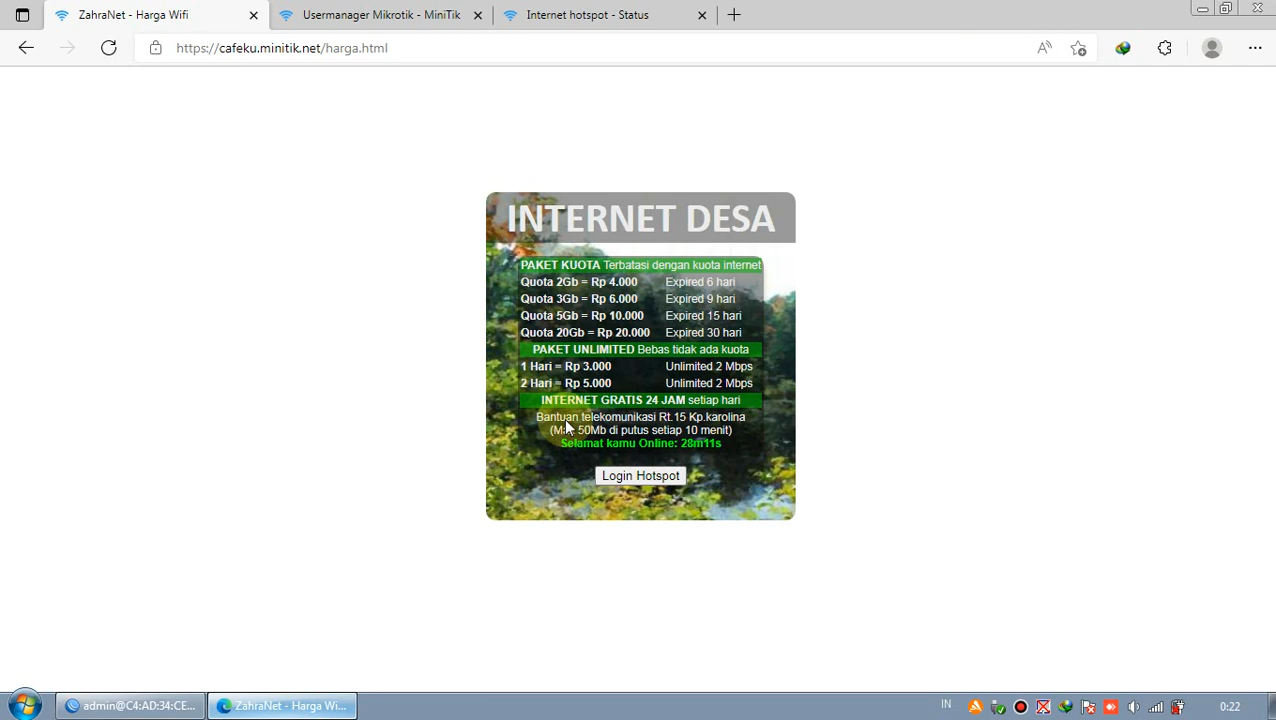 ZahraNet - Harga Wifi
Usermanager Mikrotik - MiniTik
Internet hotspot - Status
https://cafeku.minitik.net/harga.html
INTERNET DESA
PAKET KUOTA Terbatasi dengan kuota internet
Quota 2Gb = Rp 4.000 Expired 6 hari
Quota 3Gb = Rp 6.000 Expired 9 hari
Quota 5Gb = Rp 10.000 Expired 15 hari
Quota 20Gb = Rp 20.000 Expired 30 hari
PAKET UNLIMITED Bebas tidak ada kuota
1 Hari = Rp 3.000 Unlimited 2 Mbps
2 Hari = Rp 5.000 Unlimited 2 Mbps
INTERNET GRATIS 24 JAM setiap hari
Bantuan telekomunikasi Rt.15 Kp.karolina
50Mb di putus setiap 10 menit)
Selamat kamu Online: 28m11s
Login Hotspot
admin@C4:AD:34:CE...
ZahraNet - Harga Wi...
IN
0:22